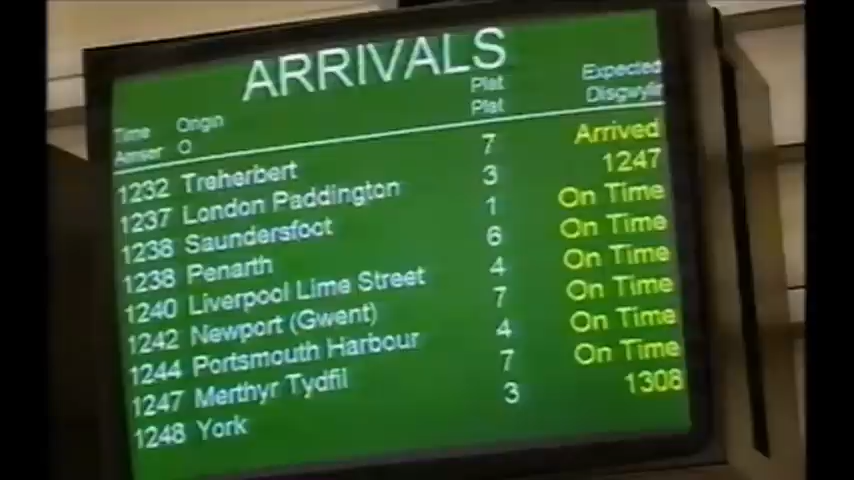 ARRIVALS
Time Origin Plat Expected
Amser O Plat Disgwylir
1232 Treherbert 7 Arrived
1237 London Paddington 3 1247
1238 Saundersfoot 1 On Time
1238 Penarth 6 On Time
1240 Liverpool Lime Street 4 On Time
1242 Newport (Gwent) 7 On Time
1244 Portsmouth Harbour 4 On Time
1247 Merthyr Tydfil 7 On Time
1248 York 3 1308